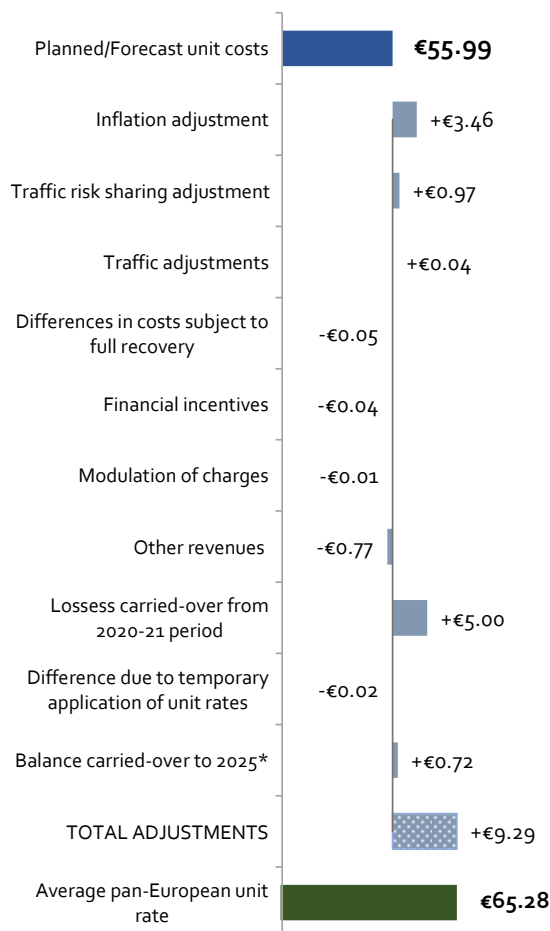 Planned/Forecast unit costs €55.99
Inflation adjustment +€3.46
Traffic risk sharing adjustment +€0.97
Traffic adjustments +€0.04
Differences in costs subject to
full recovery -€0.05
Financial incentives -€0.04
Modulation of charges -€0.01
Other revenues -€0.77
Lossess carried-over from
2020-21 period +€5.00
Difference due to temporary
application of unit rates -€0.02
Balance carried-over to 2025* +€0.72
TOTAL ADJUSTMENTS +€9.29
Average pan-European unit
rate €65.28